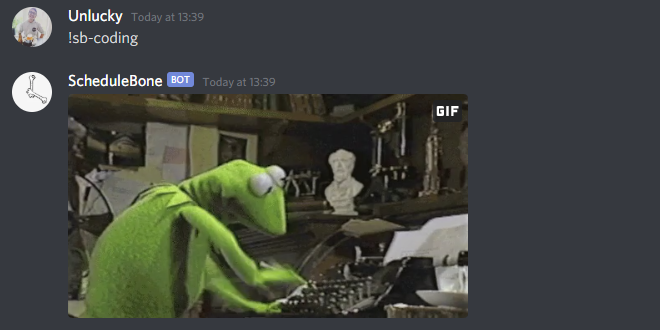 Unlucky Today at 13:39
!sb-coding
ScheduleBone BOT Today at 13:39
GIF